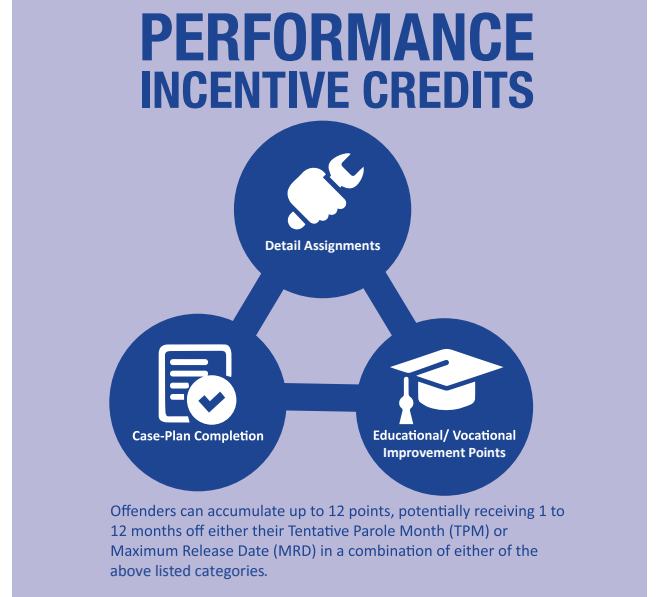 PERFORMANCE
INCENTIVE CREDITS
Detail Assignments
Case-Plan Completion
Educational/ Vocational
Improvement Points
Offenders can accumulate up to 12 points, potentially receiving 1 to
12 months off either their Tentative Parole Month (TPM) or
Maximum Release Date (MRD) in a combination of either of the
above listed categories.